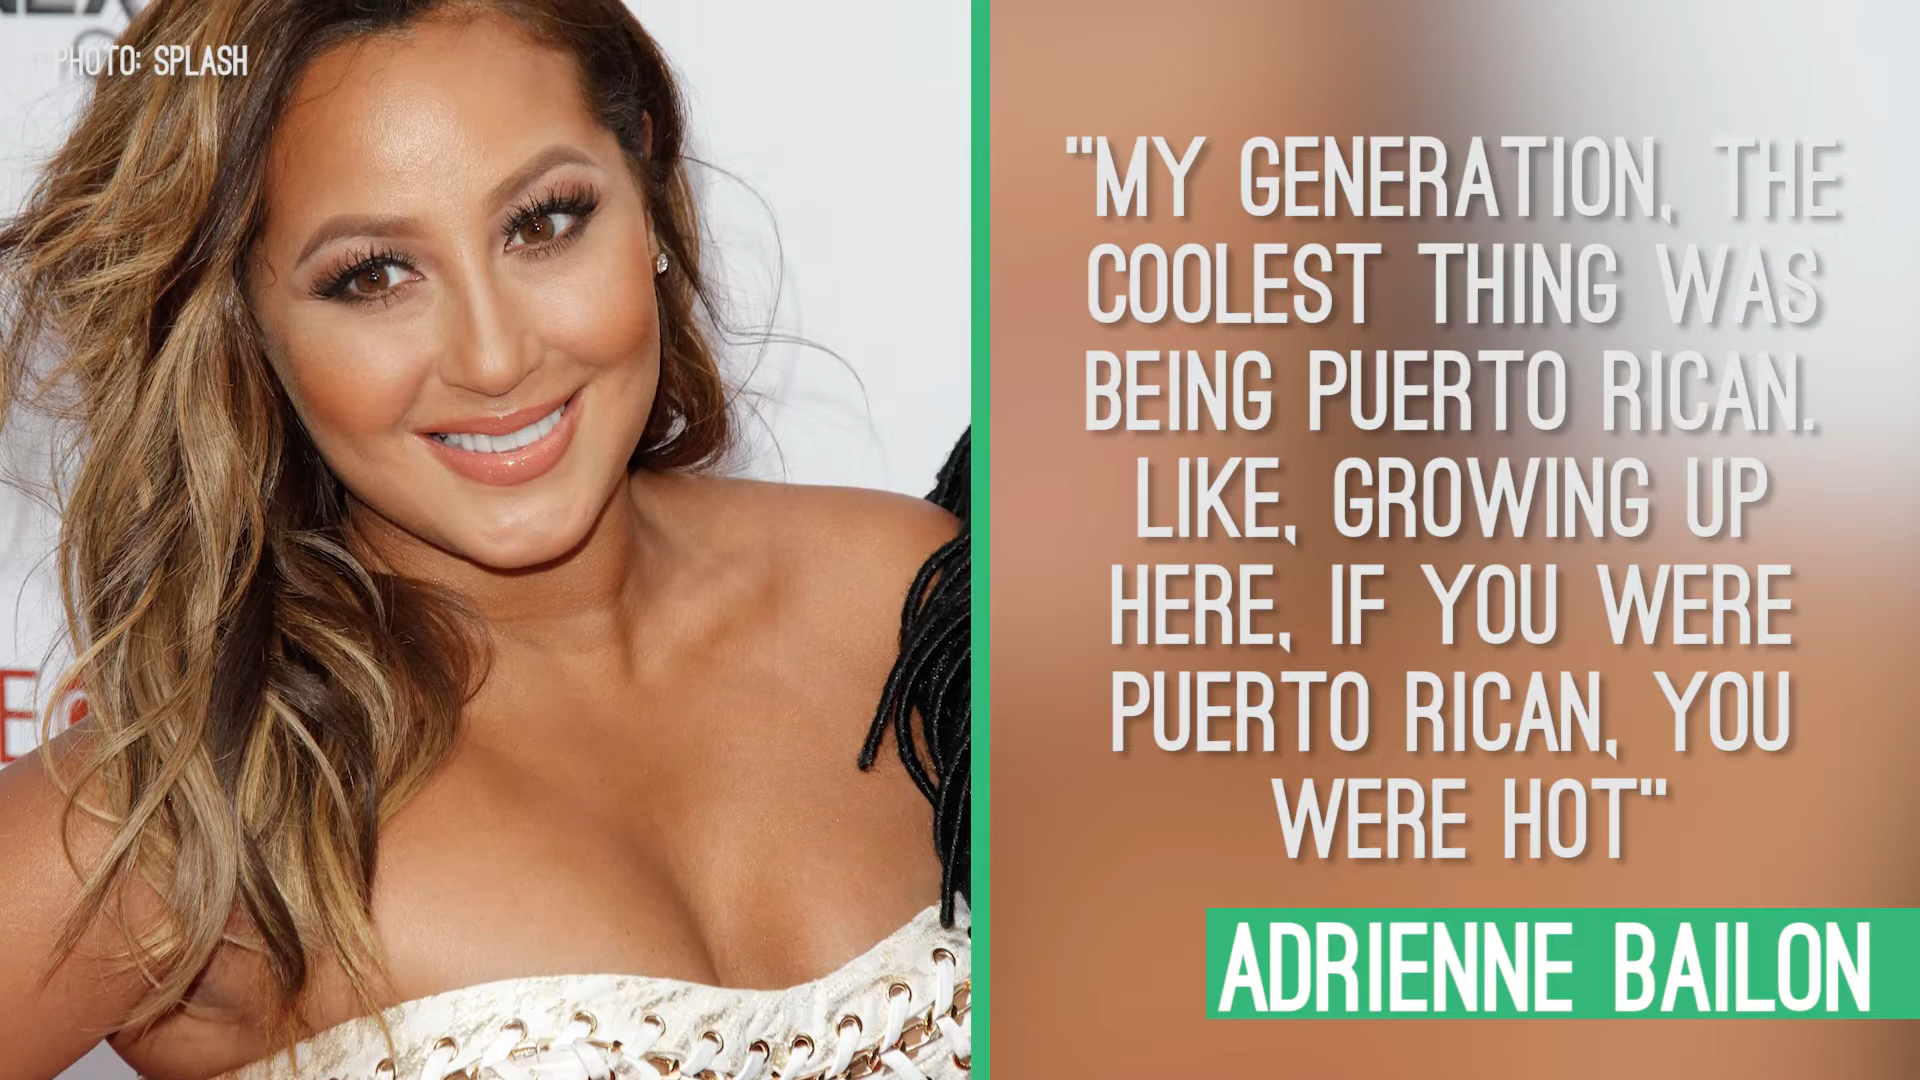 PHOTO: SPLASH
"MY GENERATION, THE
COOLEST THING WAS
BEING PUERTO RICAN.
LIKE, GROWING UP
HERE, IF YOU WERE
PUERTO RICAN, YOU
WERE HOT"
ADRIENNE BAILON